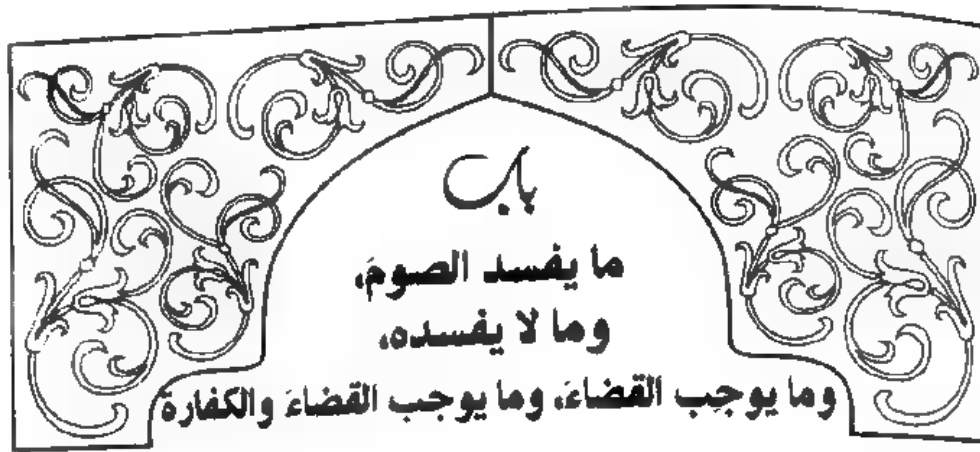 باب
ما يفسد الصومَ،
وما لا يفسده،
وما يوجِب القضاءَ، وما يوجب القضاءَ والكفارة